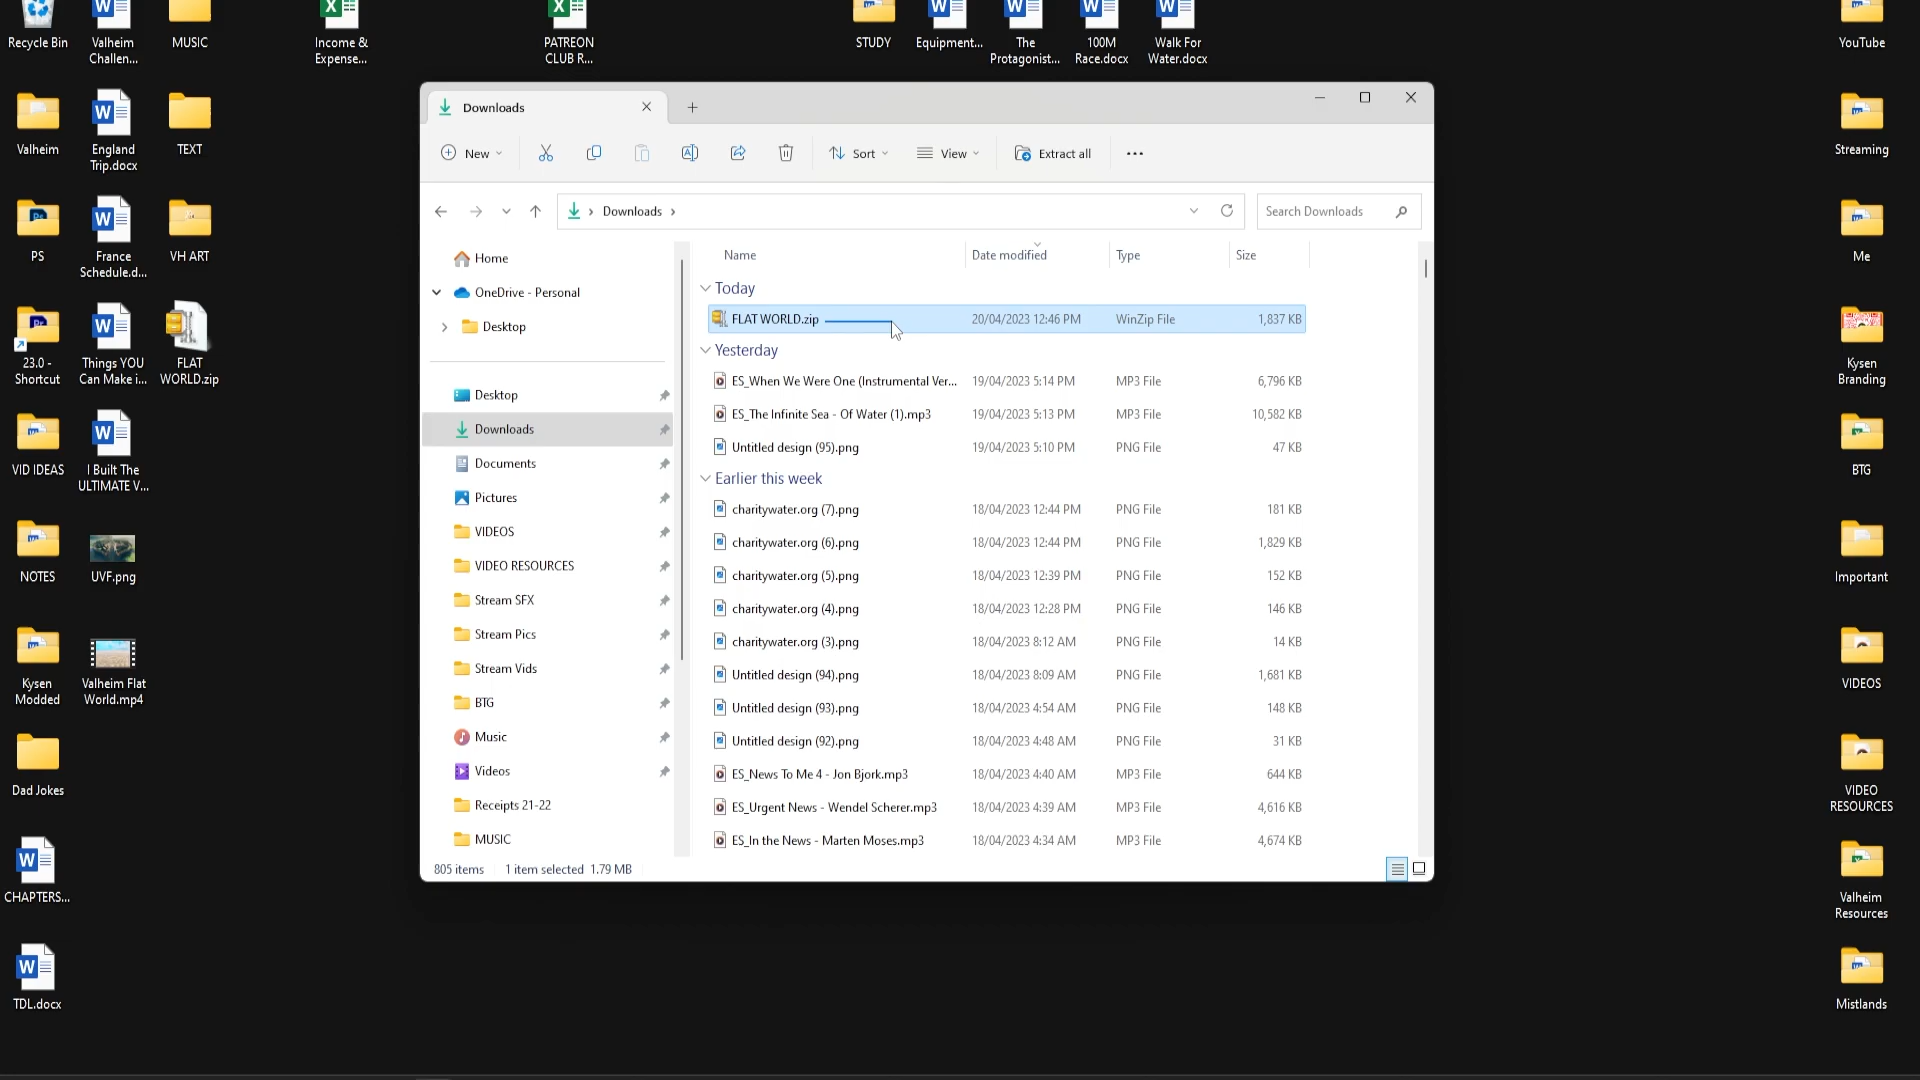 Recycle Bin
Valheim
Challen...
MUSIC
Income &
Expense...
PATREON
CLUB R...
STUDY
Equipment...
The
Protagonist...
100M
Race.docx
Walk For
Water.docx
YouTube
Valheim
England
Trip.docx
TEXT
Streaming
PS
France
Schedule.d...
VH ART
Me
23.0 -
Shortcut
Things YOU
Can Make i...
FLAT
WORLD.zip
Kysen
Branding
VID IDEAS
I Built The
ULTIMATE V...
BTG
NOTES
UVF.png
Important
Kysen
Modded
Valheim Flat
World.mp4
VIDEOS
Dad Jokes
VIDEO
RESOURCES
CHAPTERS...
Valheim
Resources
TDL.docx
Mistlands
Downloads
New
Sort
View
Extract all
Downloads
Search Downloads
Home
OneDrive - Personal
Desktop
Desktop
Downloads
Documents
Pictures
VIDEOS
VIDEO RESOURCES
Stream SFX
Stream Pics
Stream Vids
BTG
Music
Videos
Receipts 21-22
MUSIC
Name Date modified Type Size
Today
FLAT WORLD.zip 20/04/2023 12:46 PM WinZip File 1,837 KB
Yesterday
ES_When We Were One (Instrumental Ver... 19/04/2023 5:14 PM MP3 File 6,796 KB
ES_The Infinite Sea - Of Water (1).mp3 19/04/2023 5:13 PM MP3 File 10,582 KB
Untitled design (95).png 19/04/2023 5:10 PM PNG File 47 KB
Earlier this week
charitywater.org (7).png 18/04/2023 12:44 PM PNG File 181 KB
charitywater.org (6).png 18/04/2023 12:44 PM PNG File 1,829 KB
charitywater.org (5).png 18/04/2023 12:39 PM PNG File 152 KB
charitywater.org (4).png 18/04/2023 12:28 PM PNG File 146 KB
charitywater.org (3).png 18/04/2023 8:12 AM PNG File 14 KB
Untitled design (94).png 18/04/2023 8:09 AM PNG File 1,681 KB
Untitled design (93).png 18/04/2023 4:54 AM PNG File 148 KB
Untitled design (92).png 18/04/2023 4:48 AM PNG File 31 KB
ES_News To Me 4 - Jon Bjork.mp3 18/04/2023 4:40 AM MP3 File 644 KB
ES_Urgent News - Wendel Scherer.mp3 18/04/2023 4:39 AM MP3 File 4,616 KB
ES_In the News - Marten Moses.mp3 18/04/2023 4:34 AM MP3 File 4,674 KB
805 items 1 item selected 1.79 MB